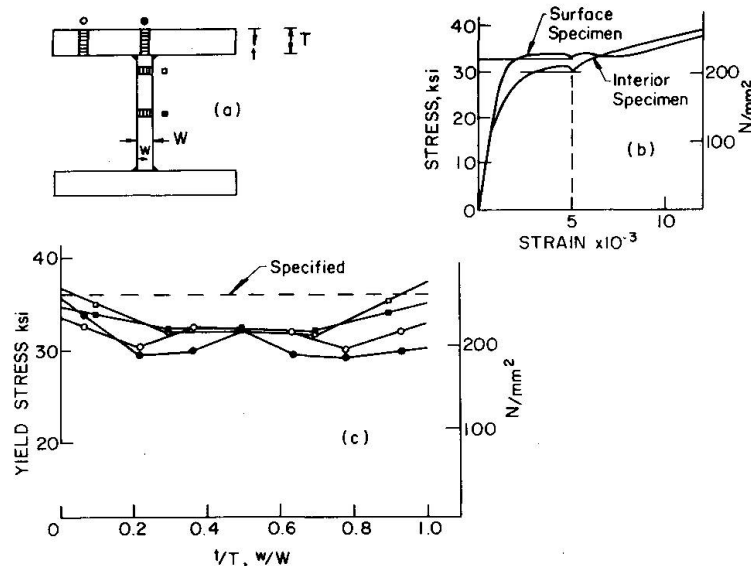 t T
W
w
(a)
STRESS, ksi
40
30
20
10
0
Surface
Specimen
Interior
Specimen
(b)
200
100
N/mm²
5
10
STRAIN x10⁻³
40
30
20
YIELD STRESS ksi
Specified
(c)
200
100
N/mm²
0 0.2 0.4 0.6 0.8 1.0
t/T, w/W